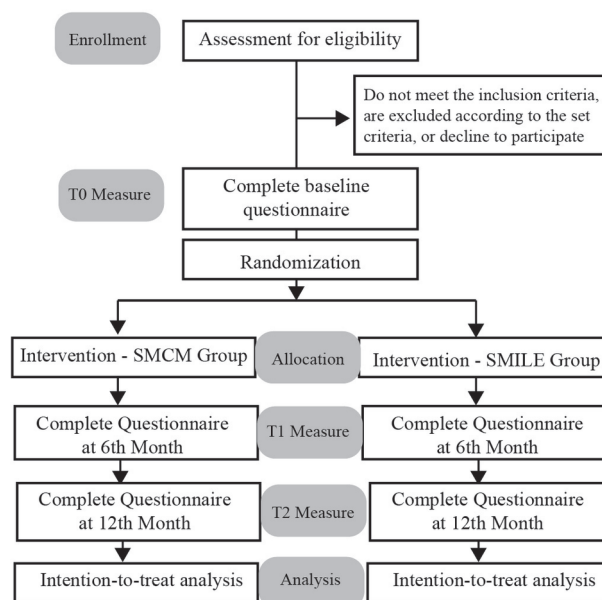 Enrollment
Assessment for eligibility
Do not meet the inclusion criteria,
are excluded according to the set
criteria, or decline to participate
T0 Measure
Complete baseline
questionnaire
Randomization
Intervention - SMCM Group
Allocation
Intervention - SMILE Group
Complete Questionnaire
at 6th Month
T1 Measure
Complete Questionnaire
at 6th Month
Complete Questionnaire
at 12th Month
T2 Measure
Complete Questionnaire
at 12th Month
Intention-to-treat analysis
Analysis
Intention-to-treat analysis